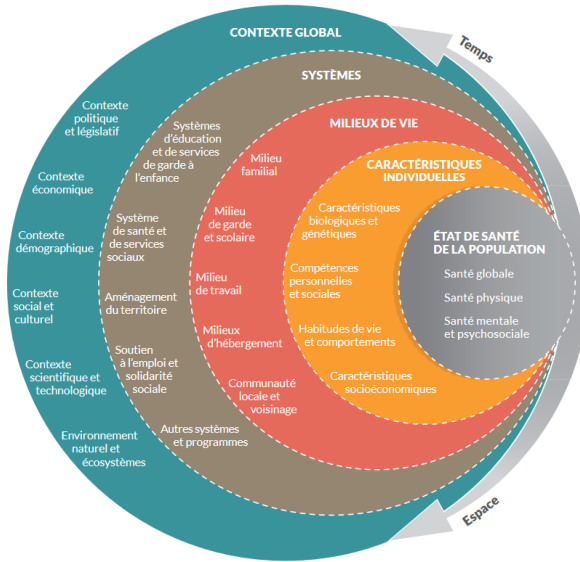 CONTEXTE GLOBAL
Temps
SYSTÈMES
Contexte
politique
et législatif
Contexte
économique
Contexte
démographique
Contexte
social et
culturel
Contexte
scientifique et
technologique
Environnement
naturel et
écosystèmes
Systèmes
d'éducation
et de services
de garde à
l'enfance
Système
de santé et
de services
sociaux
Aménagement
du territoire
Soutien
à l'emploi et
solidarité
sociale
Autres systèmes
et programmes
MILIEUX DE VIE
Milieu
familial
Milieu
de garde
et scolaire
Milieu
de travail
Milieux
d'hébergement
Communauté
locale et
voisinage
CARACTÉRISTIQUES
INDIVIDUELLES
Caractéristiques
biologiques et
génétiques
Compétences
personnelles
et sociales
Habitudes de vie
et comportements
Caractéristiques
socioéconomiques
ÉTAT DE SANTÉ
DE LA POPULATION
Santé globale
Santé physique
Santé mentale
et psychosociale
Espace